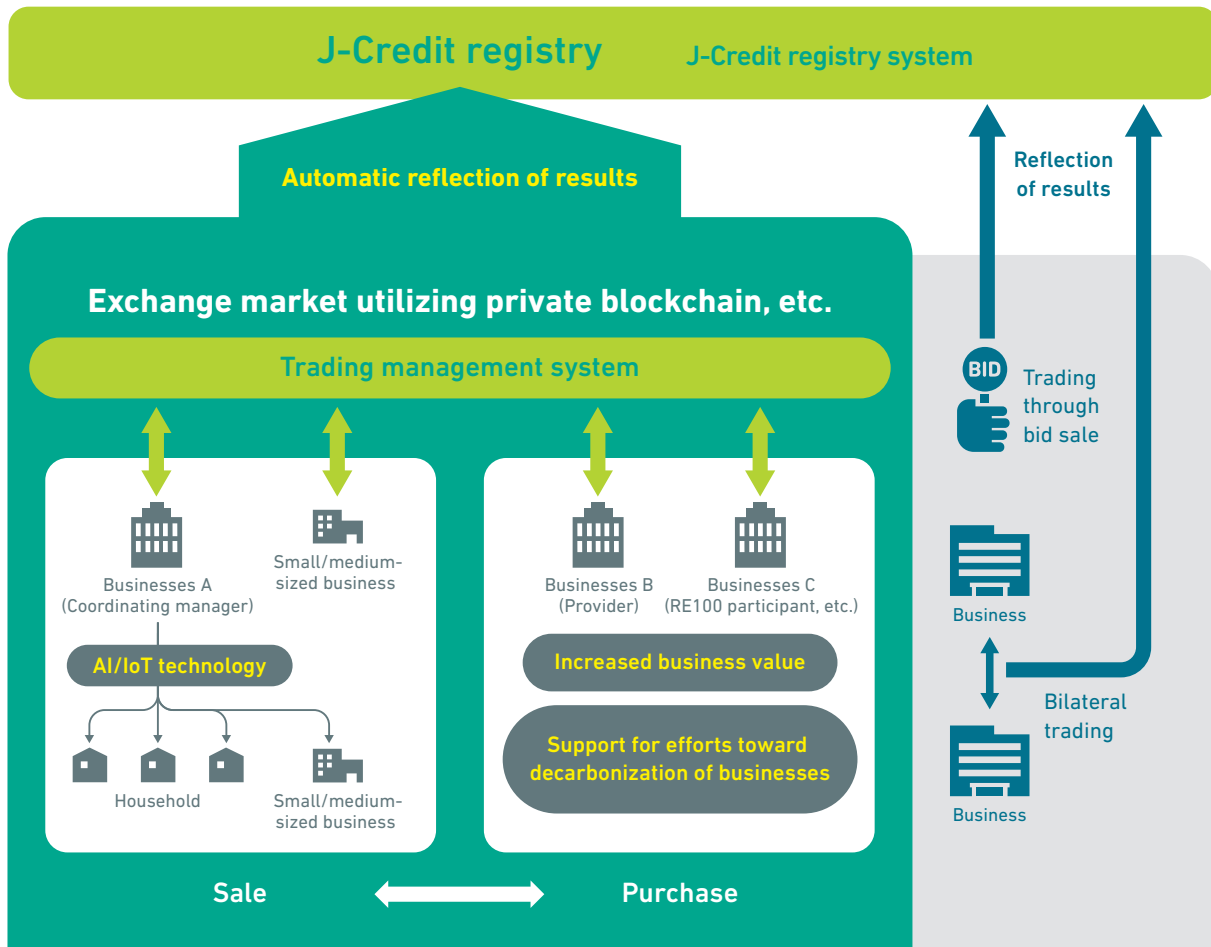 J-Credit registry
J-Credit registry system
Automatic reflection of results
Reflection
of results
Exchange market utilizing private blockchain, etc.
Trading management system
BID
Trading
through
bid sale
Businesses A
(Coordinating manager)
Small/medium-
sized business
AI/IoT technology
Household
Small/medium-
sized business
Businesses B
(Provider)
Businesses C
(RE100 participant, etc.)
Increased business value
Support for efforts toward
decarbonization of businesses
Business
Bilateral
trading
Business
Sale
Purchase